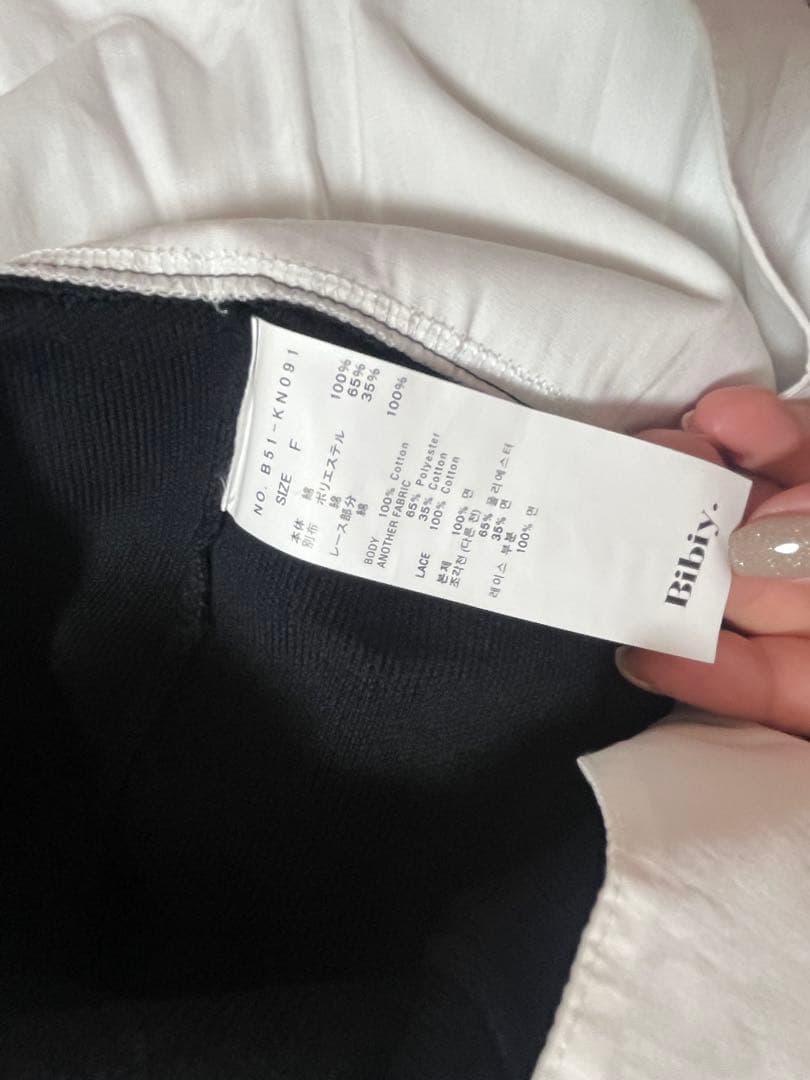 NO. B51-KN091
SIZE F
本体 綿 100%
別布 ポリエステル 65%
綿 35%
レース部分
綿 100%
BODY 100% Cotton
ANOTHER FABRIC
65% Polyester
35% Cotton
LACE 100% Cotton
본체 100% 면
조각천(다른 천)
65% 폴리에스터
35% 면
레이스 부분
100% 면
Bibiy.